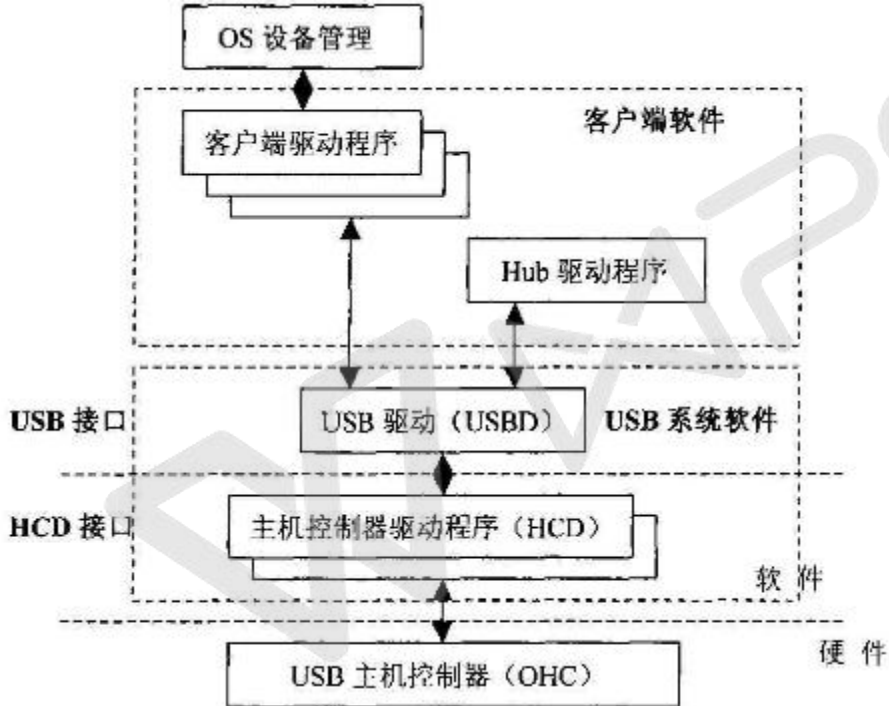 OS 设备管理
客户端软件
客户端驱动程序
Hub 驱动程序
USB 接口
USB 驱动（USBD）
USB 系统软件
HCD 接口
主机控制器驱动程序（HCD）
软 件
硬 件
USB 主机控制器（OHC）